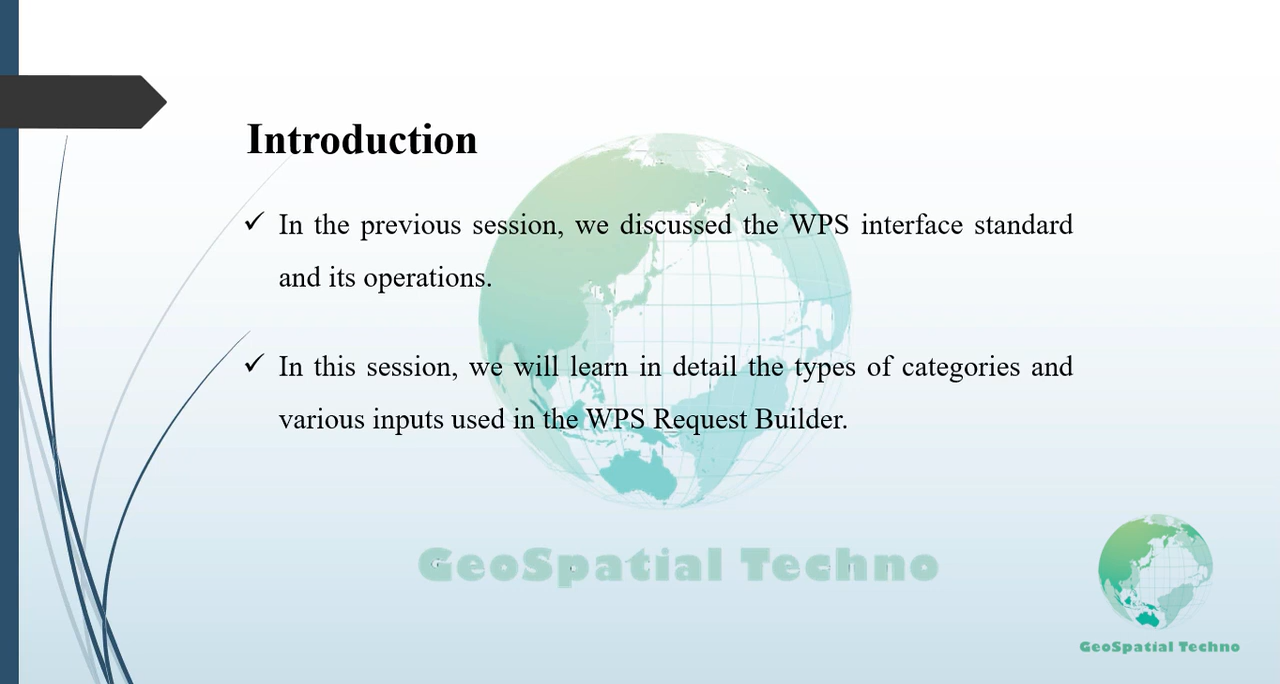 Introduction
✓ In the previous session, we discussed the WPS interface standard
and its operations.
✓ In this session, we will learn in detail the types of categories and
various inputs used in the WPS Request Builder.
GeoSpatial Techno
GeoSpatial Techno